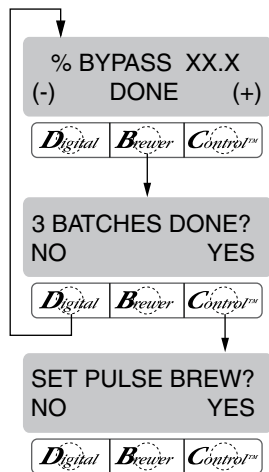 % BYPASS XX.X
(-) DONE (+)
Digital Brewer Control™
3 BATCHES DONE?
NO YES
Digital Brewer Control™
SET PULSE BREW?
NO YES
Digital Brewer Control™